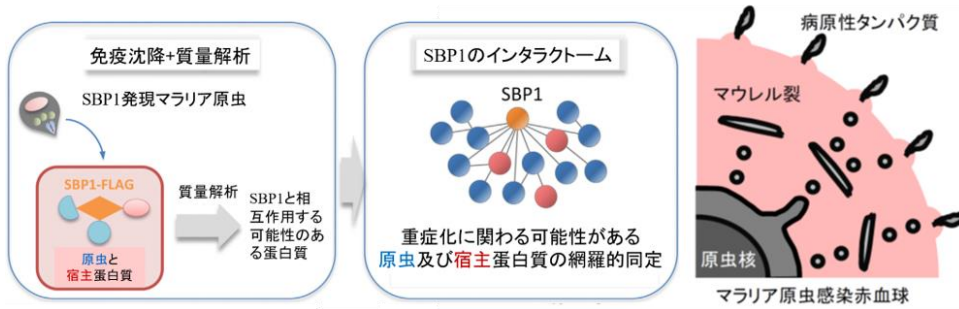 免疫沈降+質量解析
SBP1発現マラリア原虫
SBP1-FLAG
原虫と
宿主蛋白質
質量解析
SBP1と相
互作用する
可能性のあ
る蛋白質
SBP1のインタラクトーム
SBP1
重症化に関わる可能性がある
原虫及び宿主蛋白質の網羅的同定
病原性タンパク質
マウレル裂
原虫核
マラリア原虫感染赤血球